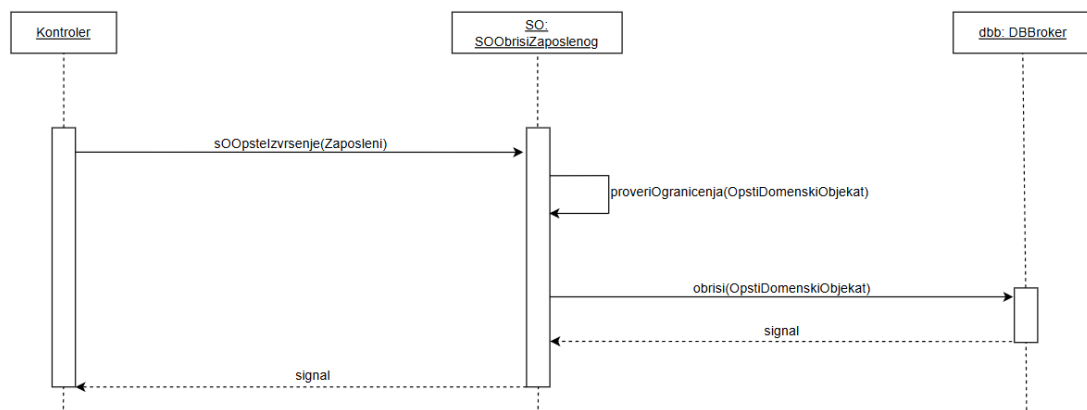 Kontroler
SO:
SOObrisiZaposlenog
dbb: DBBroker
sOOpsteIzvrsenje(Zaposleni)
proveriOgranicenja(OpstiDomenskiObjekat)
obrisi(OpstiDomenskiObjekat)
signal
signal